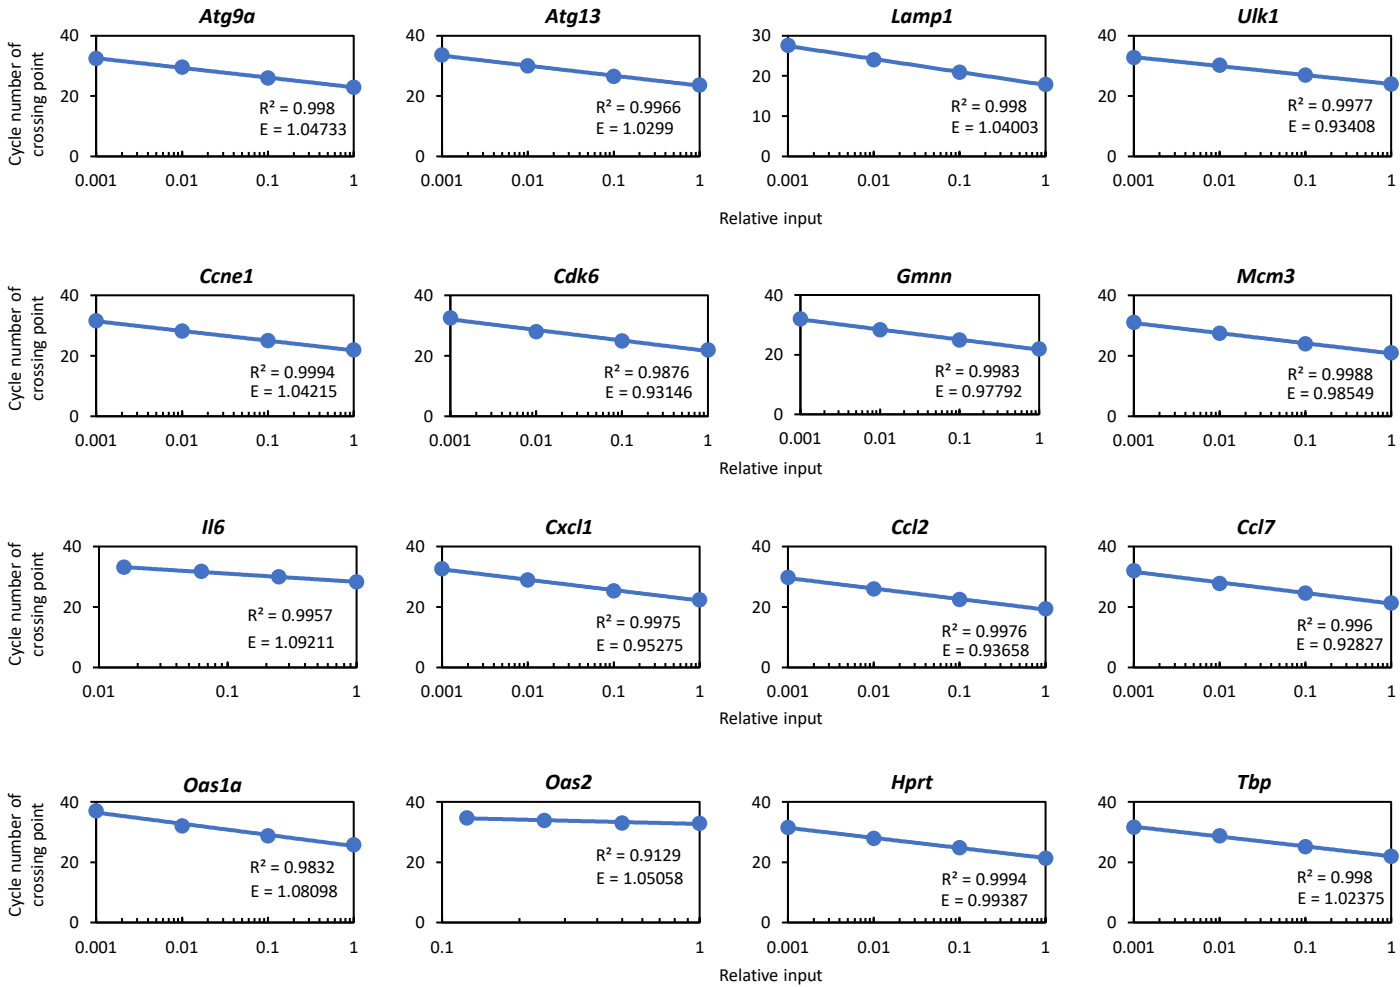 Atg9a Atg13 Lamp1 Ulk1
Cycle number of
crossing point
40 40 30 40
20 20 20 20
10
0 0 0 0
R² = 0.998 R² = 0.9966 R² = 0.998 R² = 0.9977
E = 1.04733 E = 1.0299 E = 1.04003 E = 0.93408
0.001 0.01 0.1 1 0.001 0.01 0.1 1 0.001 0.01 0.1 1 0.001 0.01 0.1 1
Relative input
Ccne1 Cdk6 Gmnn Mcm3
Cycle number of
crossing point
40 40 40 40
20 20 20 20
0 0 0 0
R² = 0.9994 R² = 0.9876 R² = 0.9983 R² = 0.9988
E = 1.04215 E = 0.93146 E = 0.97792 E = 0.98549
0.001 0.01 0.1 1 0.001 0.01 0.1 1 0.001 0.01 0.1 1 0.001 0.01 0.1 1
Relative input
Il6 Cxcl1 Ccl2 Ccl7
Cycle number of
crossing point
40 40 40 40
20 20 20 20
0 0 0 0
R² = 0.9957 R² = 0.9975 R² = 0.9976 R² = 0.996
E = 1.09211 E = 0.95275 E = 0.93658 E = 0.92827
0.01 0.1 1 0.001 0.01 0.1 1 0.001 0.01 0.1 1 0.001 0.01 0.1 1
Relative input
Oas1a Oas2 Hprt Tbp
Cycle number of
crossing point
40 40 40 40
20 20 20 20
0 0 0 0
R² = 0.9832 R² = 0.9129 R² = 0.9994 R² = 0.998
E = 1.08098 E = 1.05058 E = 0.99387 E = 1.02375
0.001 0.01 0.1 1 0.1 1 0.001 0.01 0.1 1 0.001 0.01 0.1 1
Relative input